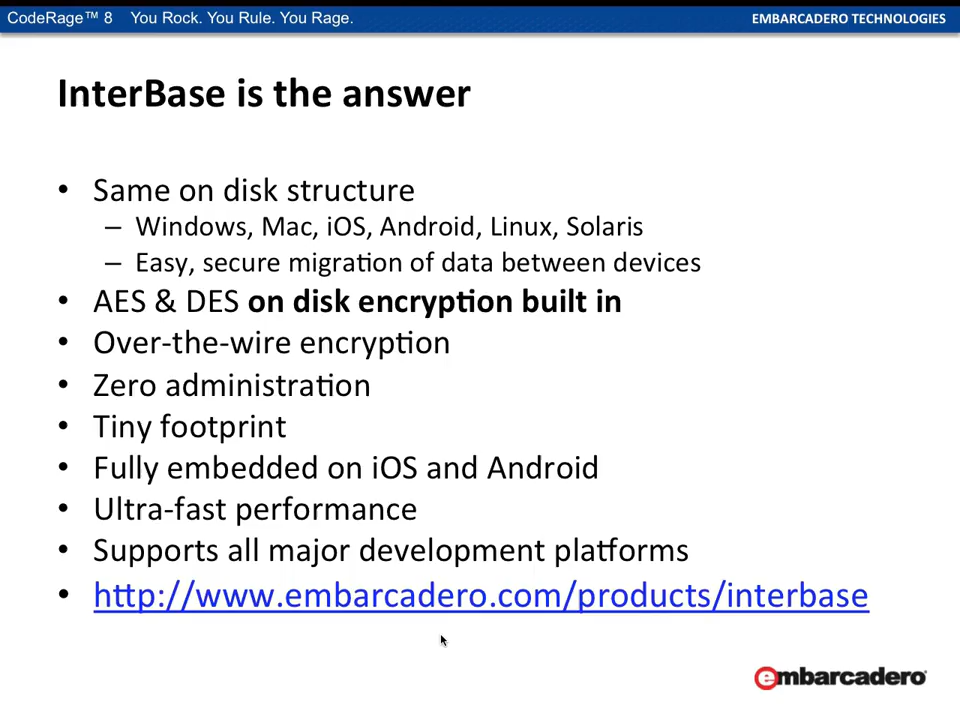 CodeRage™ 8 You Rock. You Rule. You Rage. EMBARCADERO TECHNOLOGIES
InterBase is the answer
• Same on disk structure
– Windows, Mac, iOS, Android, Linux, Solaris
– Easy, secure migration of data between devices
• AES & DES on disk encryption built in
• Over-the-wire encryption
• Zero administration
• Tiny footprint
• Fully embedded on iOS and Android
• Ultra-fast performance
• Supports all major development platforms
• http://www.embarcadero.com/products/interbase
embarcadero